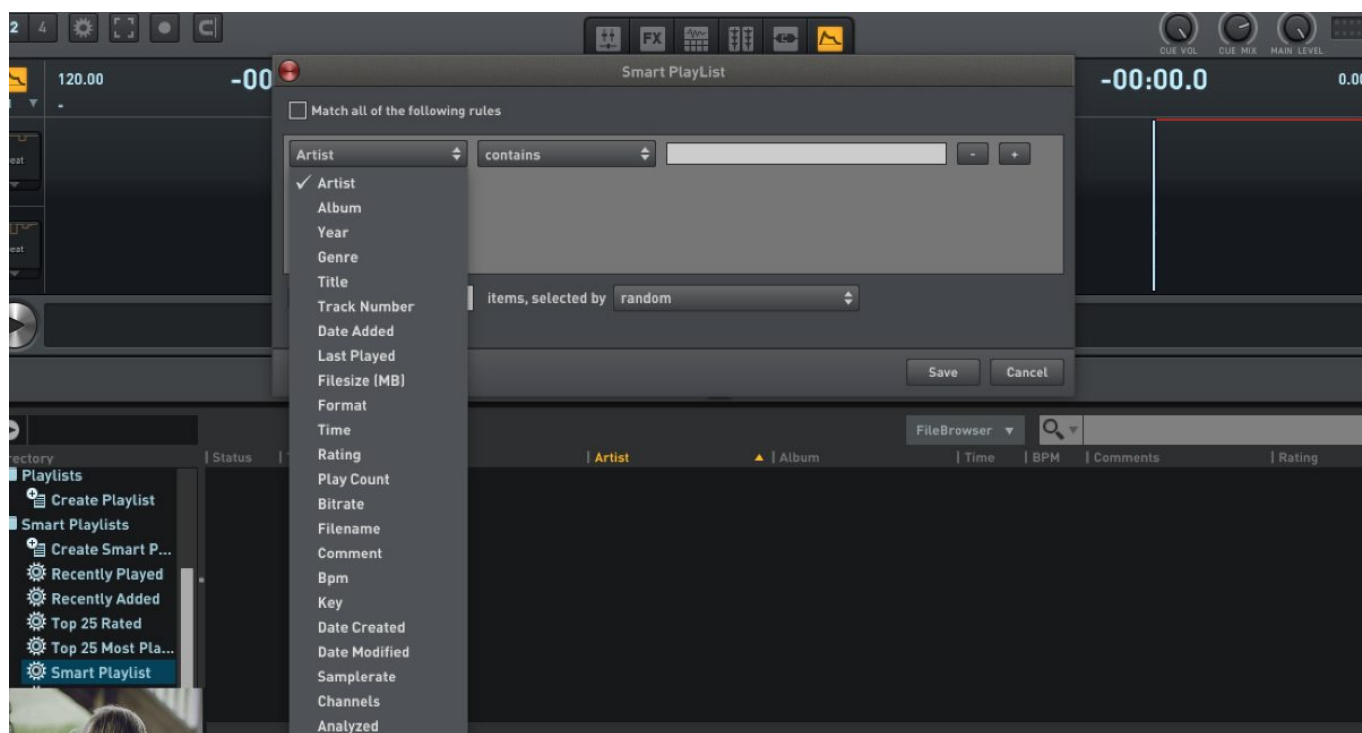 2 4
FX
CUE VOL CUE MIX MAIN LEVEL
120.00
-00
Smart PlayList
-00:00.0
0.00
-
Match all of the following rules
Artist contains - +
Artist
Album
Year
Genre
Title
Track Number
items, selected by random
Date Added
Last Played
Filesize (MB)
Save Cancel
Format
Time
Rating
Play Count
Bitrate
Filename
Comment
Bpm
Key
Date Created
Date Modified
Samplerate
Channels
Analyzed
FileBrowser
ectory Status Artist Album Time BPM Comments Rating
Playlists
Create Playlist
Smart Playlists
Create Smart P...
Recently Played
Recently Added
Top 25 Rated
Top 25 Most Pla...
Smart Playlist